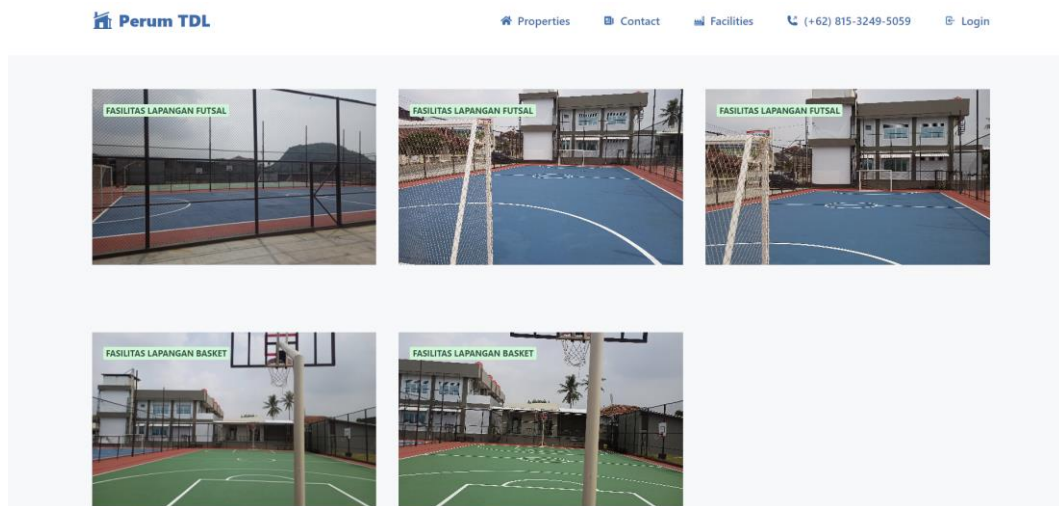 Perum TDL
Properties
Contact
Facilities
(+62) 815-3249-5059
Login
FASILITAS LAPANGAN FUTSAL
FASILITAS LAPANGAN FUTSAL
FASILITAS LAPANGAN FUTSAL
FASILITAS LAPANGAN BASKET
FASILITAS LAPANGAN BASKET